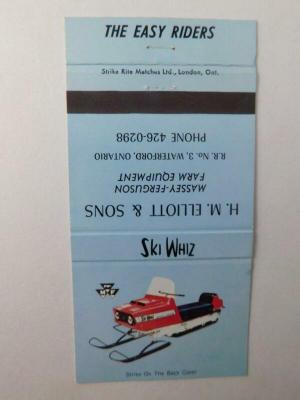 THE EASY RIDERS
Strike Rite Matches Ltd., London, Ont.
H. M. ELLIOTT & SONS
MASSEY-FERGUSON
FARM EQUIPMENT
R.R. No. 3, WATERFORD, ONTARIO
PHONE 426-0298
SKI WHIZ
Strike On The Back Cover